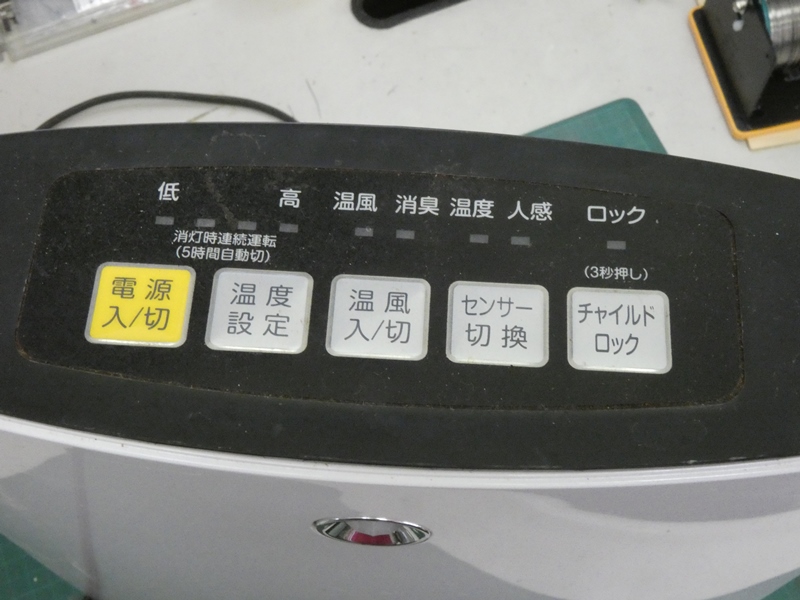 低 高 温風 消臭 温度 人感 ロック
消灯時連続運転
(5時間自動切)
(3秒押し)
電源
入/切
温度
設定
温風
入/切
センサー
切換
チャイルド
ロック